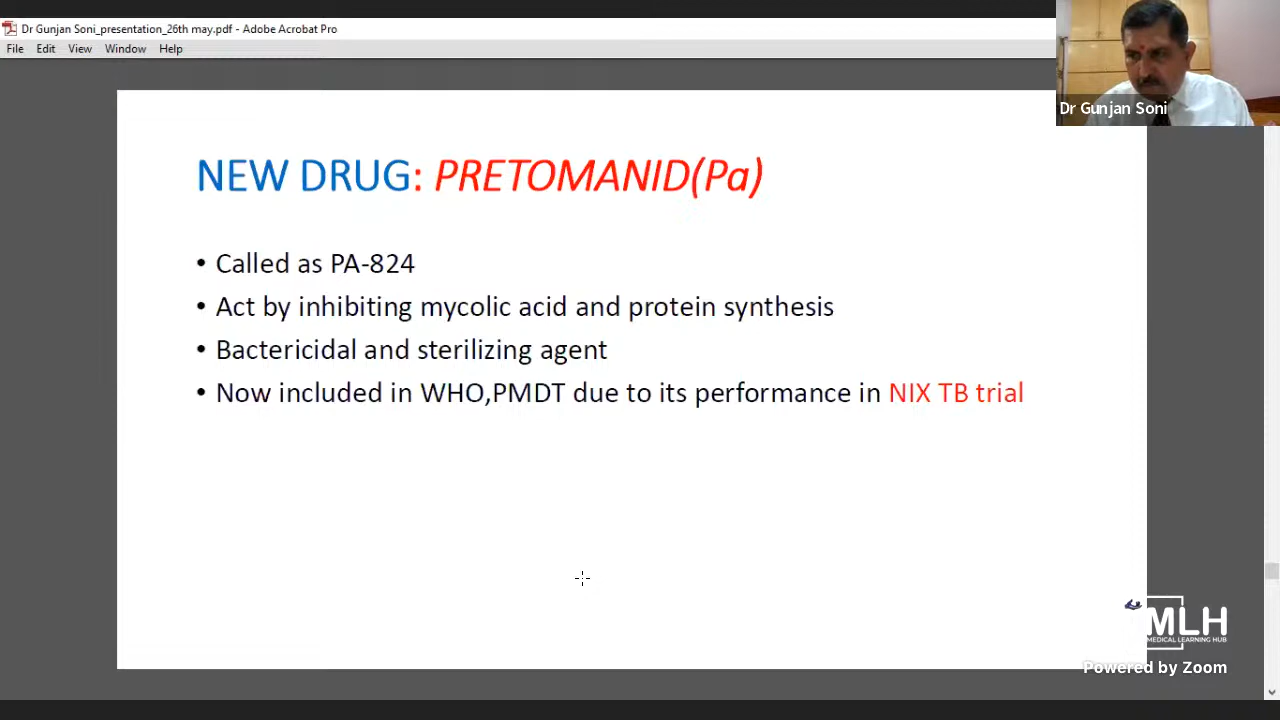 Dr Gunjan Soni_presentation_26th may.pdf - Adobe Acrobat Pro
File Edit View Window Help
Dr Gunjan Soni
NEW DRUG: PRETOMANID(Pa)
• Called as PA-824
• Act by inhibiting mycolic acid and protein synthesis
• Bactericidal and sterilizing agent
• Now included in WHO,PMDT due to its performance in NIX TB trial
MLH
MEDICAL LEARNING HUB
Powered by Zoom